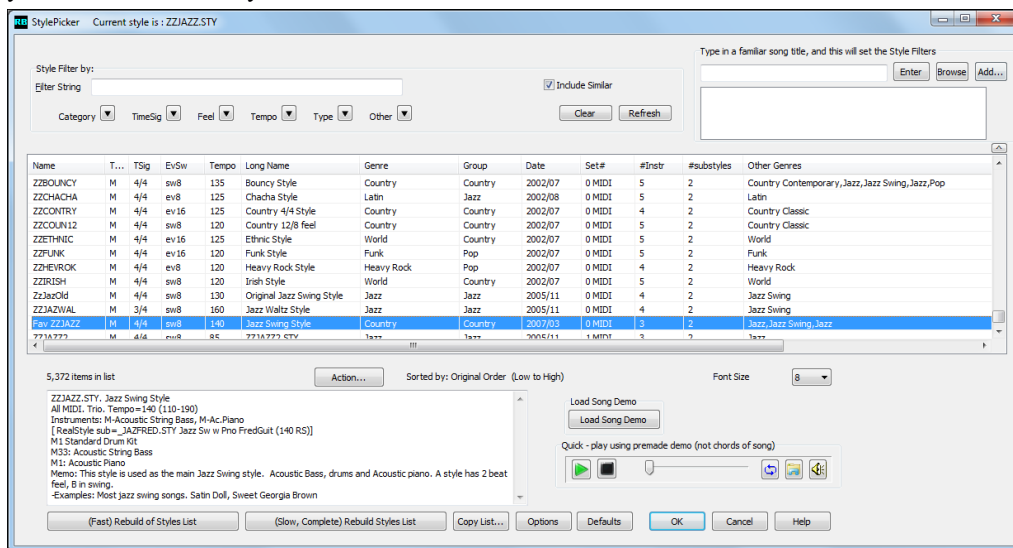 RB StylePicker Current style is : ZZJAZZ.STY
Type in a familiar song title, and this will set the Style Filters
Style Filter by:
Filter String
Include Similar
Enter Browse Add...
Category TimeSig Feel Tempo Type Other
Clear Refresh
Name T... TSig EvSw Tempo Long Name Genre Group Date Set# #Instr #substyles Other Genres
ZZBOUNCY M 4/4 sw8 135 Bouncy Style Country Country 2002/07 0 MIDI 5 2 Country Contemporary,Jazz,Jazz Swing,Jazz,Pop
ZZCHACHA M 4/4 ev8 125 Chacha Style Latin Jazz 2002/08 0 MIDI 5 2 Latin
ZZCONTRY M 4/4 ev16 125 Country 4/4 Style Country Country 2002/07 0 MIDI 4 2 Country Classic
ZZCOUN12 M 4/4 sw8 120 Country 12/8 feel Country Country 2002/07 0 MIDI 5 2 Country Classic
ZZETHNIC M 4/4 ev16 125 Ethnic Style World Country 2002/07 0 MIDI 5 2 World
ZZFUNK M 4/4 ev16 120 Funk Style Funk Pop 2002/07 0 MIDI 5 2 Funk
ZZHEVROK M 4/4 ev8 120 Heavy Rock Style Heavy Rock Pop 2002/07 0 MIDI 4 2 Heavy Rock
ZZIRISH M 4/4 sw8 120 Irish Style World Country 2002/07 0 MIDI 5 2 World
ZzJazOld M 4/4 sw8 130 Original Jazz Swing Style Jazz Jazz 2005/11 0 MIDI 4 2 Jazz Swing
ZZJAZWAL M 3/4 sw8 160 Jazz Waltz Style Jazz Jazz 2005/11 0 MIDI 4 2 Jazz Swing
Fav ZZJAZZ M 4/4 sw8 140 Jazz Swing Style Country Country 2007/03 0 MIDI 3 2 Jazz,Jazz Swing,Jazz
ZZJAZZ2 M 4/4 sw8 85 ZZJAZZ2.STY Jazz Jazz 2005/11 1 MIDI 3 2 Jazz
5,372 items in list
Action...
Sorted by: Original Order (Low to High)
Font Size 8
ZZJAZZ.STY. Jazz Swing Style
All MIDI. Trio. Tempo=140 (110-190)
Instruments: M-Acoustic String Bass, M-Ac.Piano
[ RealStyle sub=_JAZFRED.STY Jazz Sw w Pno FredGuit (140 RS)]
M1 Standard Drum Kit
M33: Acoustic String Bass
M1: Acoustic Piano
Memo: This style is used as the main Jazz Swing style. Acoustic Bass, drums and Acoustic piano. A style has 2 beat
feel, B in swing.
-Examples: Most jazz swing songs. Satin Doll, Sweet Georgia Brown
Load Song Demo
Load Song Demo
Quick - play using premade demo (not chords of song)
(Fast) Rebuild of Styles List
(Slow, Complete) Rebuild Styles List
Copy List...
Options
Defaults
OK
Cancel
Help